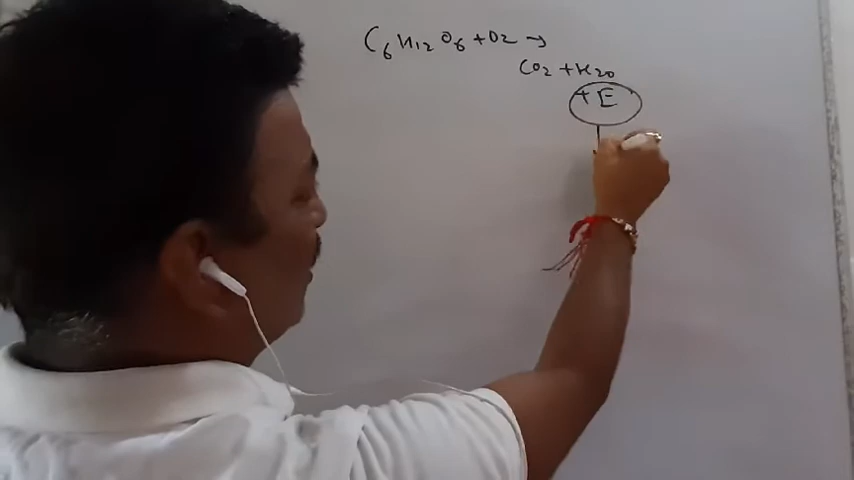 C6H12O6 + O2 →
CO2 + H2O
+ E